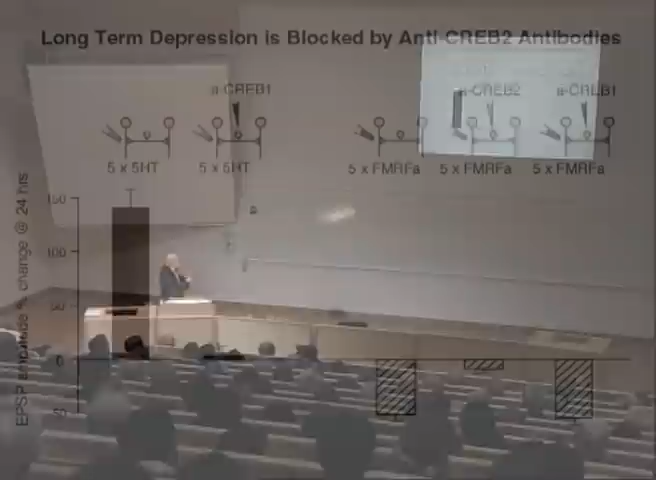 Long Term Depression is Blocked by Anti-CREB2 Antibodies
a-CREB1
a-CREB2
a-CREB1
5 x 5HT
5 x 5HT
5 x FMRFa
5 x FMRFa
5 x FMRFa
EPSP amplitude % change @ 24 hrs
150
100
50
0
50